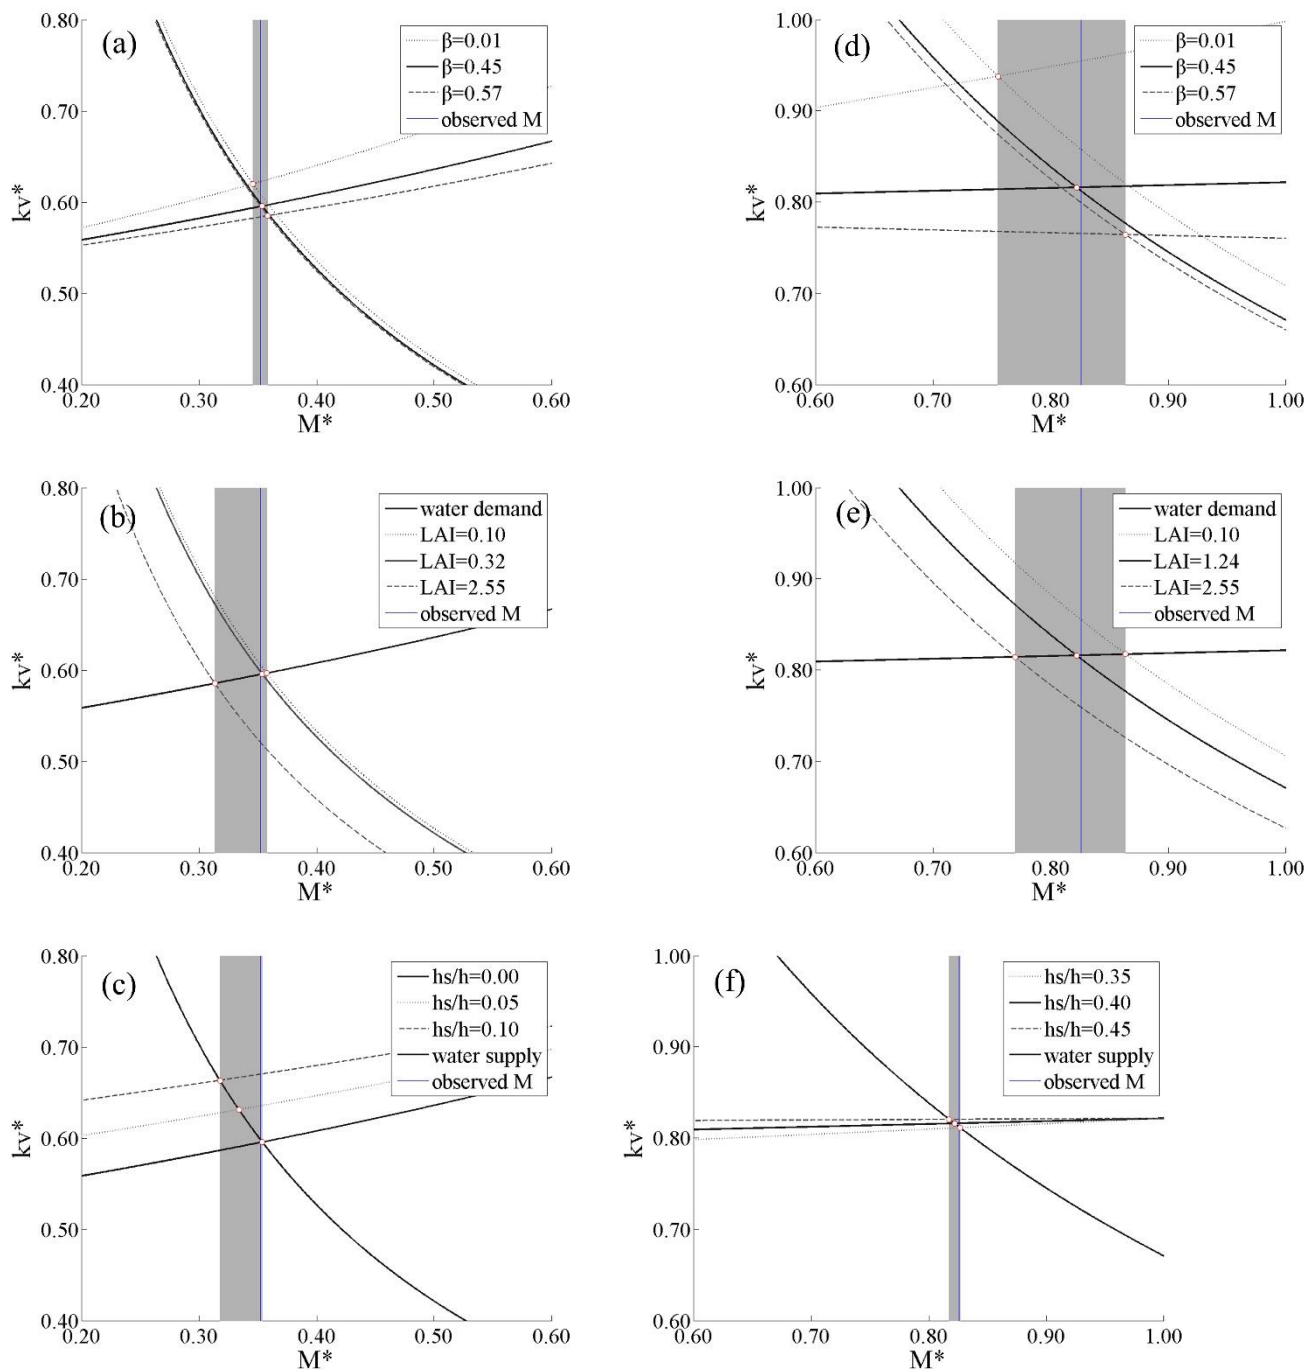 (a)
β=0.01
β=0.45
β=0.57
observed M
0.80
0.70
0.60
0.50
0.40
kv*
0.20 0.30 0.40 0.50 0.60
M*
(d)
β=0.01
β=0.45
β=0.57
observed M
1.00
0.90
0.80
0.70
0.60
kv*
0.60 0.70 0.80 0.90 1.00
M*
(b)
water demand
LAI=0.10
LAI=0.32
LAI=2.55
observed M
0.80
0.70
0.60
0.50
0.40
kv*
0.20 0.30 0.40 0.50 0.60
M*
(e)
water demand
LAI=0.10
LAI=1.24
LAI=2.55
observed M
1.00
0.90
0.80
0.70
0.60
kv*
0.60 0.70 0.80 0.90 1.00
M*
(c)
hs/h=0.00
hs/h=0.05
hs/h=0.10
water supply
observed M
0.80
0.70
0.60
0.50
0.40
kv*
0.20 0.30 0.40 0.50 0.60
M*
(f)
hs/h=0.35
hs/h=0.40
hs/h=0.45
water supply
observed M
1.00
0.90
0.80
0.70
0.60
kv*
0.60 0.70 0.80 0.90 1.00
M*